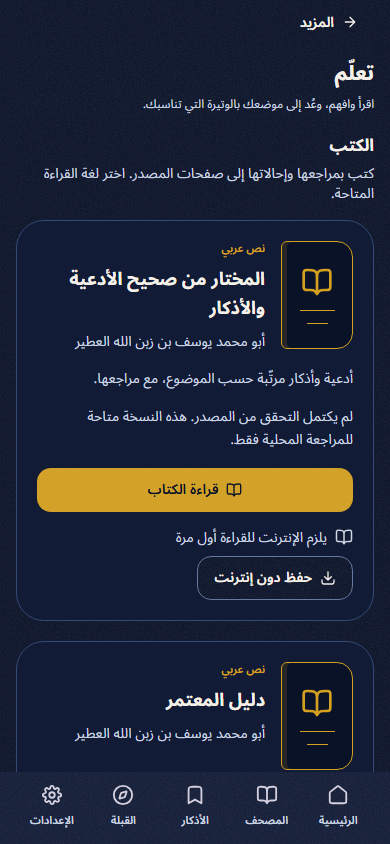 المزيد
تعلّم
اقرأ وافهم، وعُد إلى موضعك بالوتيرة التي تناسبك.
الكتب
كتب بمراجعها وإحالاتها إلى صفحات المصدر. اختر لغة القراءة
المتاحة.
نص عربي
المختار من صحيح الأدعية
والأذكار
أبو محمد يوسف بن زبن الله العطير
أدعية وأذكار مرتّبة حسب الموضوع، مع مراجعها.
لم يكتمل التحقق من المصدر. هذه النسخة متاحة
للمراجعة المحلية فقط.
قراءة الكتاب
يلزم الإنترنت للقراءة أول مرة
حفظ دون إنترنت
نص عربي
دليل المعتمر
أبو محمد يوسف بن زبن الله العطير
الرئيسية
المصحف
الأذكار
القبلة
الإعدادات